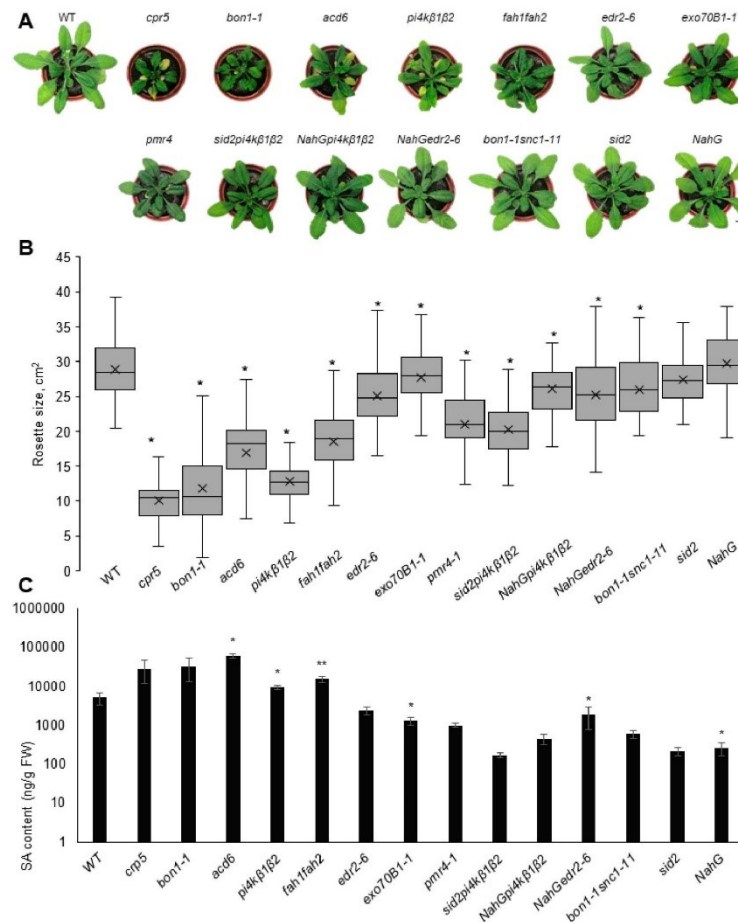 A
WT cpr5 bon1-1 acd6 pi4kβ1β2 fah1fah2 edr2-6 exo70B1-1
pmr4 sid2pi4kβ1β2 NahGpi4kβ1β2 NahGedr2-6 bon1-1snc1-11 sid2 NahG
B
Rosette size, cm²
45
40
35
30
25
20
15
10
5
0
* * * * * * * * * * * *
WT cpr5 bon1-1 acd6 pi4kβ1β2 fah1fah2 edr2-6 exo70B1-1 pmr4-1 sid2pi4kβ1β2 NahGpi4kβ1β2 NahGedr2-6 bon1-1snc1-11 sid2 NahG
C
SA content (ng/g FW)
1000000
100000
10000
1000
100
10
1
* * ** * * *
WT crp5 bon1-1 acd6 pi4kβ1β2 fah1fah2 edr2-6 exo70B1-1 pmr4-1 sid2pi4kβ1β2 NahGpi4kβ1β2 NahGedr2-6 bon1-1snc1-11 sid2 NahG